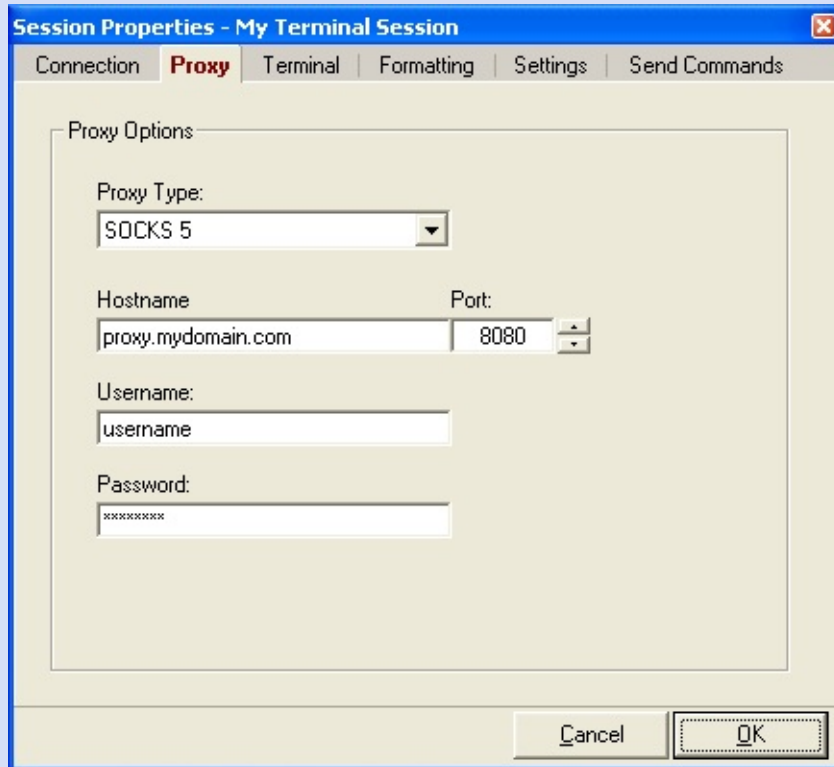 Session Properties - My Terminal Session
Connection Proxy Terminal Formatting Settings Send Commands
Proxy Options
Proxy Type:
SOCKS 5
Hostname Port:
proxy.mydomain.com 8080
Username:
username
Password:
********
Cancel OK